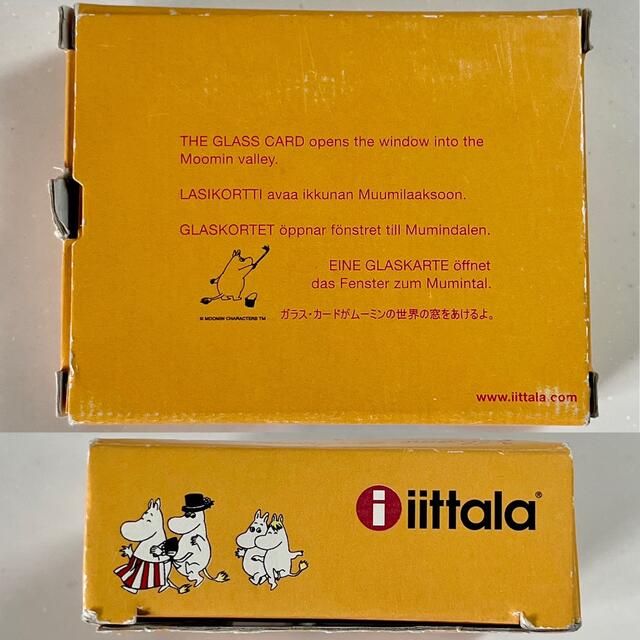 THE GLASS CARD opens the window into the
Moomin valley.
LASIKORTTI avaa ikkunan Muumilaaksoon.
GLASKORTET öppnar fönstret till Mumindalen.
EINE GLASKARTE öffnet
das Fenster zum Mumintal.
© MOOMIN CHARACTERS TM
ガラス・カードがムーミンの世界の窓をあけるよ。
www.iittala.com
i iittala®